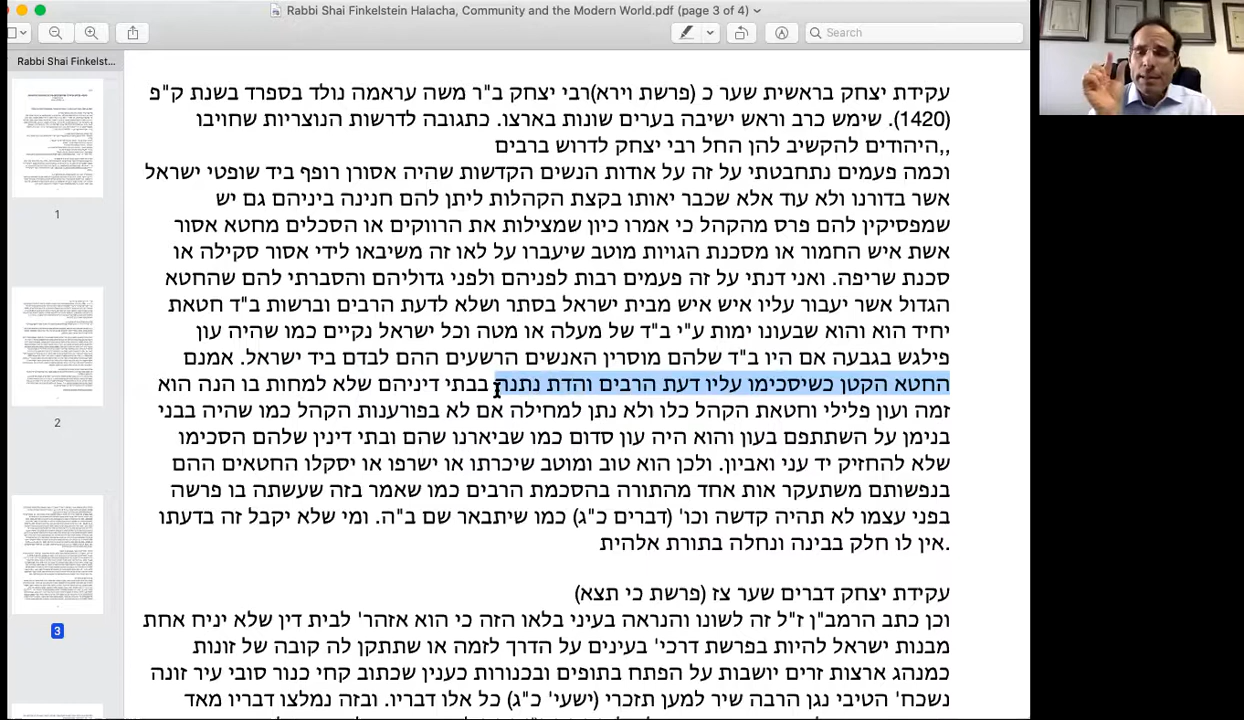 Rabbi Shai Finkelstein Halacha, Community and the Modern World.pdf (page 3 of 4)
Search
Rabbi Shai Finkelst...
1
2
3
עקידת יצחק בראשית שער כ (פרשת וירא)רבי יצחק ב"ר משה עראמה נולד בספרד בשנת ק"פ
(1420). שימש כרב וראש ישיבה בערים שונות בארצו. כתגובה לדרשות הנוצריות שחויבו
,,היהודים להקשיב להן החל רבי יצחק לדרוש ברבים
וכמה פעמים נתחבטתי על זה על אודות הנשים הקדשות שהיה אסורן רופף ביד שופטי ישראל
אשר בדורנו ולא עוד אלא שכבר יאותו בקצת הקהלות ליתן להם חנינה ביניהם גם יש
שמפסיקין להם פרס מהקהל כי אמרו כיון שמצילות את הרווקים או הסכלים מחטא אסור
אשת איש החמור או מסכנת הגויות מוטב שיעברו על לאו זה משיבאו לידי אסור סקילה או
סכנת שריפה. ואני דנתי על זה פעמים רבות לפניהם ולפני גדוליהם והסברתי להם שהחטא
הגדול אשר יעבור עליו איש איש מבית ישראל בסתר ושלא לדעת הרבים וברשות ב"ד חטאת
יחיד הוא והוא שבעונו ימות ע"י ב"ד של מעלה או מטה וכל ישראל נקיים כמו שהיה עון
פילגש בגבעה אם היו ב"ד שלהם מוסרין האנשים הרשעים ההם לבדם ביד ישראל. אמנם
החטא הקטן כשיסכימו עליו דעת הרבים והדת נתנה בבתי דיניהם שלא למחות בו הנה הוא
זמה ועון פלילי וחטאת הקהל כלו ולא נתן למחילה אם לא בפורענות הקהל כמו שהיה בבני
בנימן על השתתפם בעון והוא היה עון סדום כמו שביארנו שהם ובתי דינין שלהם הסכימו
שלא להחזיק יד עני ואביון. ולכן הוא טוב ומוטב שיכרתו או ישרפו או יסקלו החטאים ההם
בנפשותם משתעקר אות אחד מהתורה בהסכמת הרבים כמו שאמר בזה שעשתה בו פרשה
בפני עצמו לא תהיה קדשה וכו' (דברים כ"ג) כמו שיתבאר שם ב"ה. ומי שלא יקבל זה בדעתו
.אין לו חלק בבינה ונחלה בתורת אלהית
עקידת יצחק דברים שער צז (פרשת כי תצא)
וכן כתב הרמב"ן ז"ל זה לשונו והנראה בעיני בלאו הזה כי הוא אזהר' לבית דין שלא יניח אחת
מבנות ישראל להיות בפרשת דרכי' בעינים על הדרך לזמה או שתתקן לה קובה של זונות
כמנהג ארצות זרים יושבות על הפתח בתופים ובכנורות כענין שכתוב קחי כנור סובי עיר זונה
נשכח' הטיבי נגן הרבה שיר למען תזכרי (ישעי' כ"ג) כל אלו דבריו. ובזה נמלצו דבריו מאד